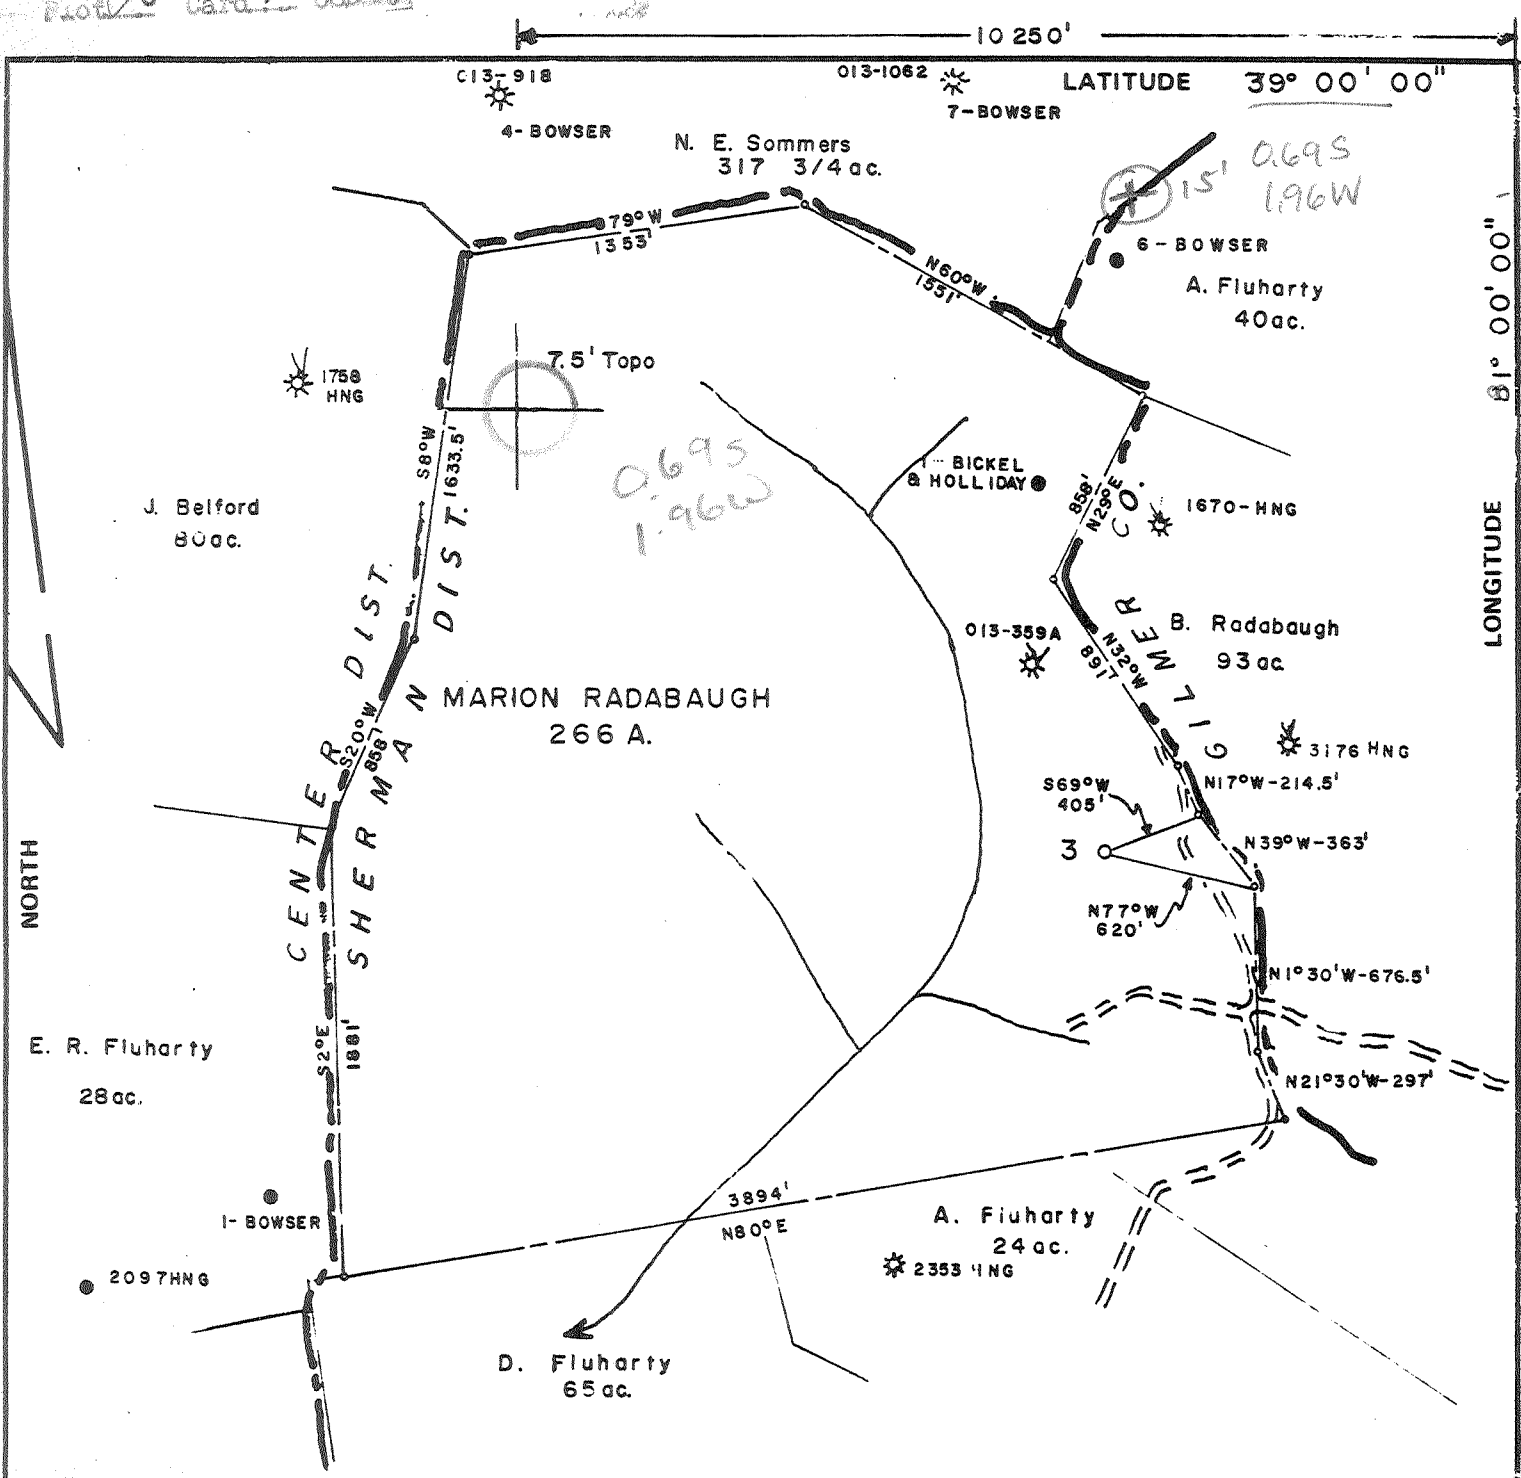 10 250'
C13-918
4-BOWSER
013-1062
7-BOWSER
LATITUDE 39° 00' 00"
N. E. Sommers
317 3/4 ac.
15' 0.69S
1.96W
79°W
1353'
N60°W
1551'
6-BOWSER
A. Fluharty
40ac.
81° 00' 00"
LONGITUDE
1758
HNG
7.5' Topo
0.69S
1.96W
S8°W
1633.5'
1- BICKEL
& HOLLIDAY
858'
N29°E
1670-HNG
J. Belford
80ac.
CENTER DIST.
SHERMAN DIST.
GILMER CO.
013-359A
N32°W
891'
B. Radabaugh
93 ac.
MARION RADABAUGH
266 A.
S20°W
858'
3176 HNG
N17°W-214.5'
S69°W
405'
3
N39°W-363'
N77°W
620'
NORTH
N1°30'W-676.5'
E. R. Fluharty
28ac.
S2°E
1881'
N21°30'W-297'
1-BOWSER
2097HNG
3894'
N80°E
A. Fluharty
24 ac.
2353 HNG
D. Fluharty
65 ac.